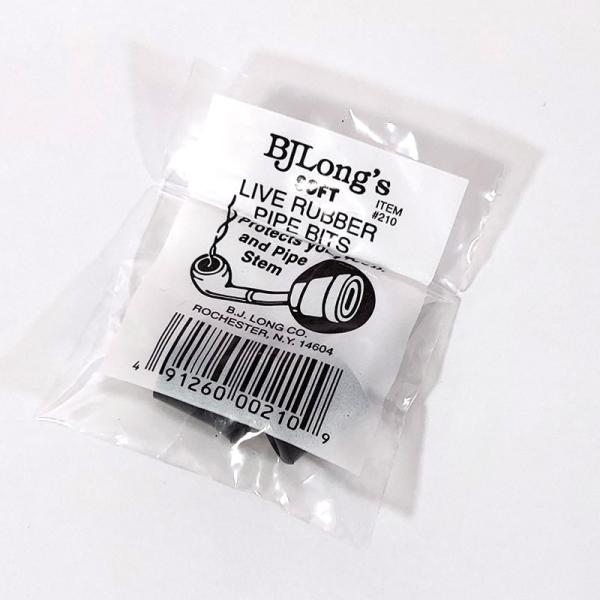 BJLong's
SOFT
LIVE RUBBER
PIPE BITS
ITEM
#210
Protects your
and Pipe
Stem
B.J. LONG CO.
ROCHESTER, N.Y. 14604
4 91260 00210 9